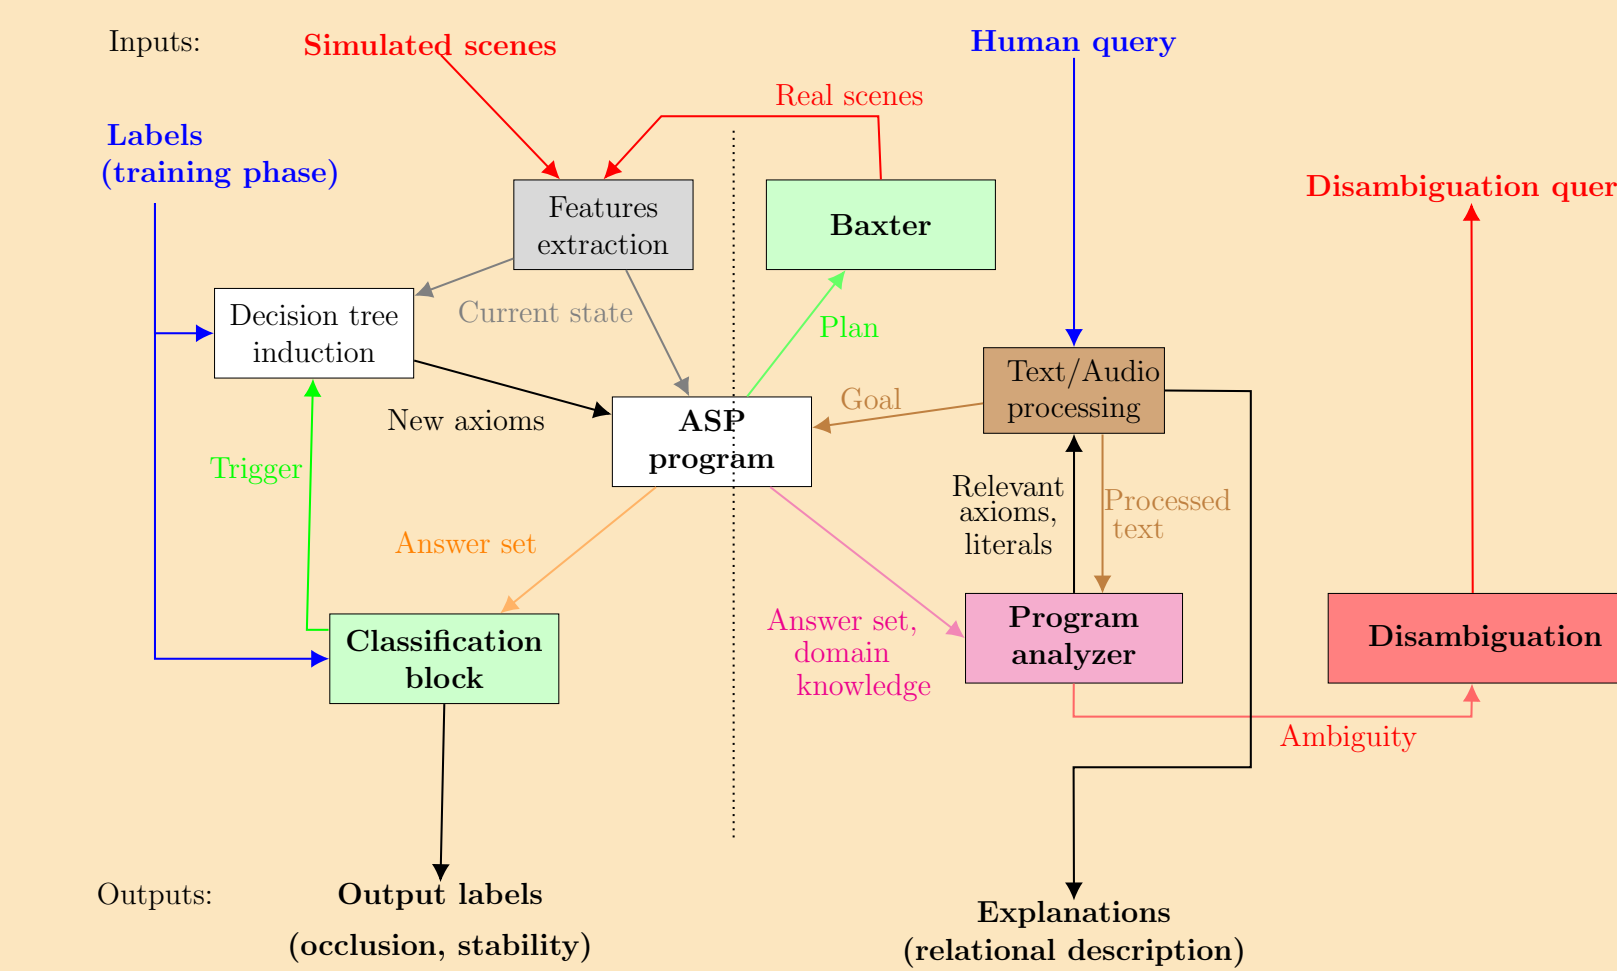 Inputs:
Simulated scenes
Human query
Real scenes
Labels
(training phase)
Disambiguation quer
Features
extraction
Baxter
Decision tree
induction
Current state
Plan
Text/Audio
processing
Goal
New axioms
ASP
program
Trigger
Relevant
axioms,
literals
Processed
text
Answer set
Classification
block
Answer set,
domain
knowledge
Program
analyzer
Disambiguation
Ambiguity
Outputs:
Output labels
(occlusion, stability)
Explanations
(relational description)